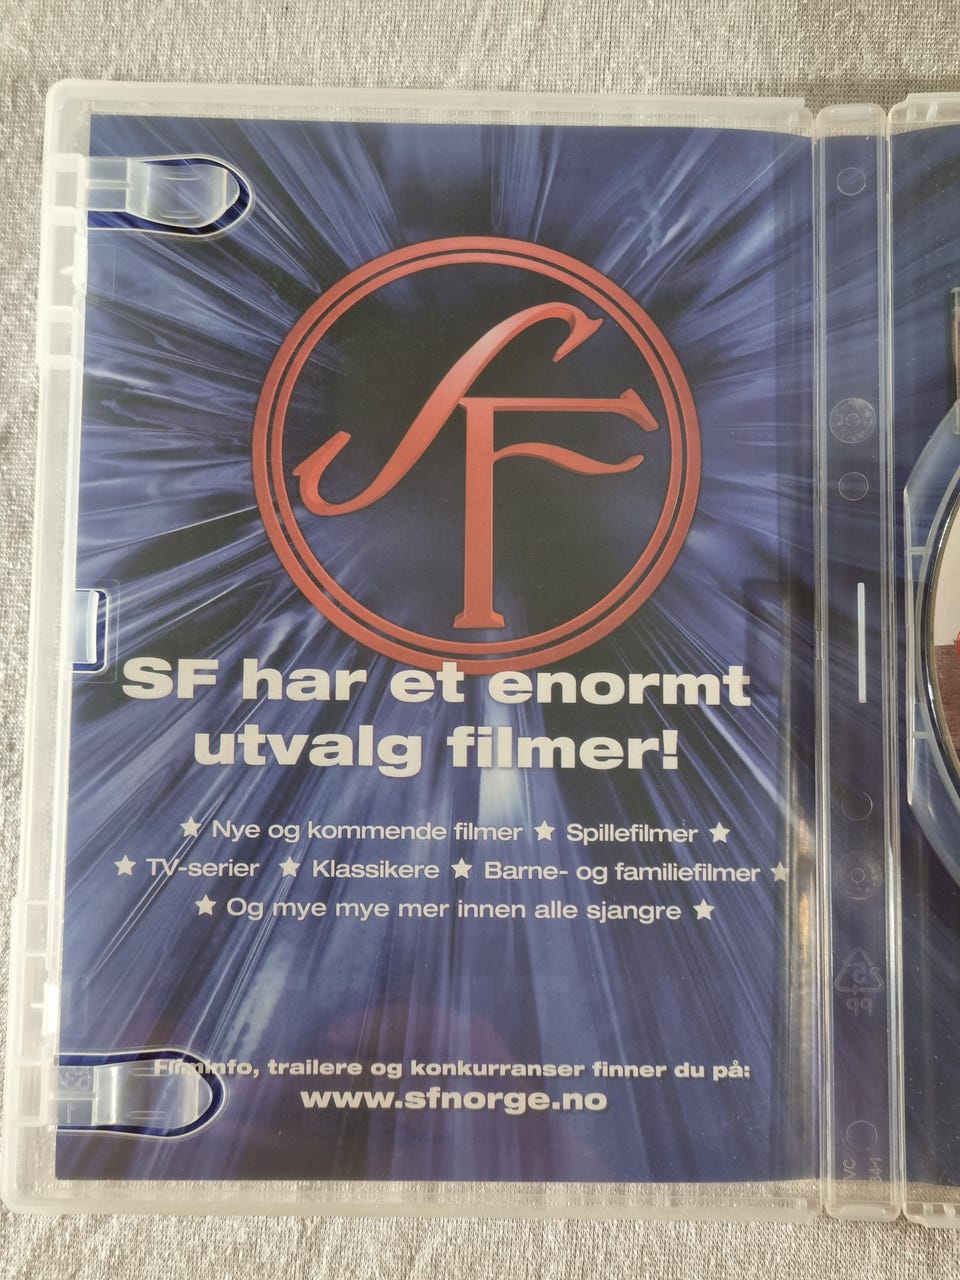 SF
SF har et enormt
utvalg filmer!
★ Nye og kommende filmer ★ Spillefilmer ★
★ TV-serier ★ Klassikere ★ Barne- og familiefilmer ★
★ Og mye mye mer innen alle sjangre ★
Filminfo, trailere og konkurranser finner du på:
www.sfnorge.no
PP